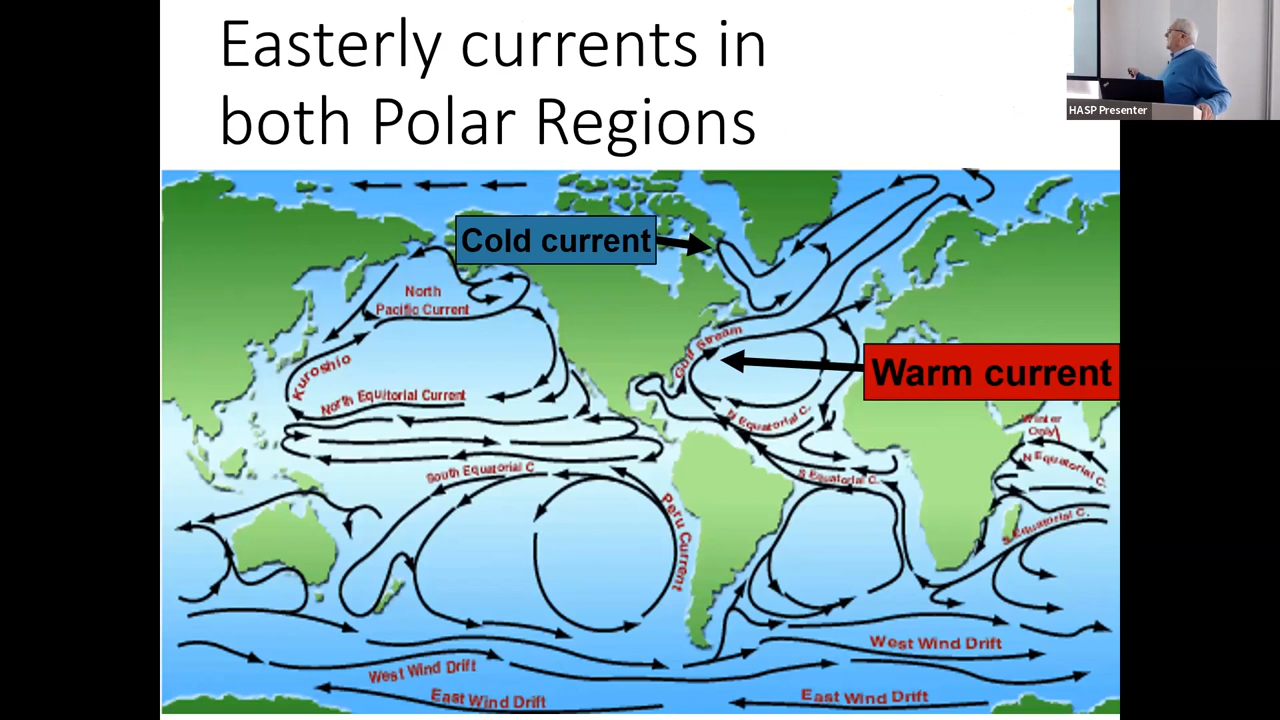 Easterly currents in
both Polar Regions
HASP Presenter
Cold current
North
Pacific Current
Gulf Stream
Warm current
Kuroshio
North Equitorial Current
N Equatorial C.
Winter
Only
N Equatorial C.
South Equatorial C
S Equatorial C.
Peru Current
S Equatorial C.
West Wind Drift
West Wind Drift
East Wind Drift
East Wind Drift